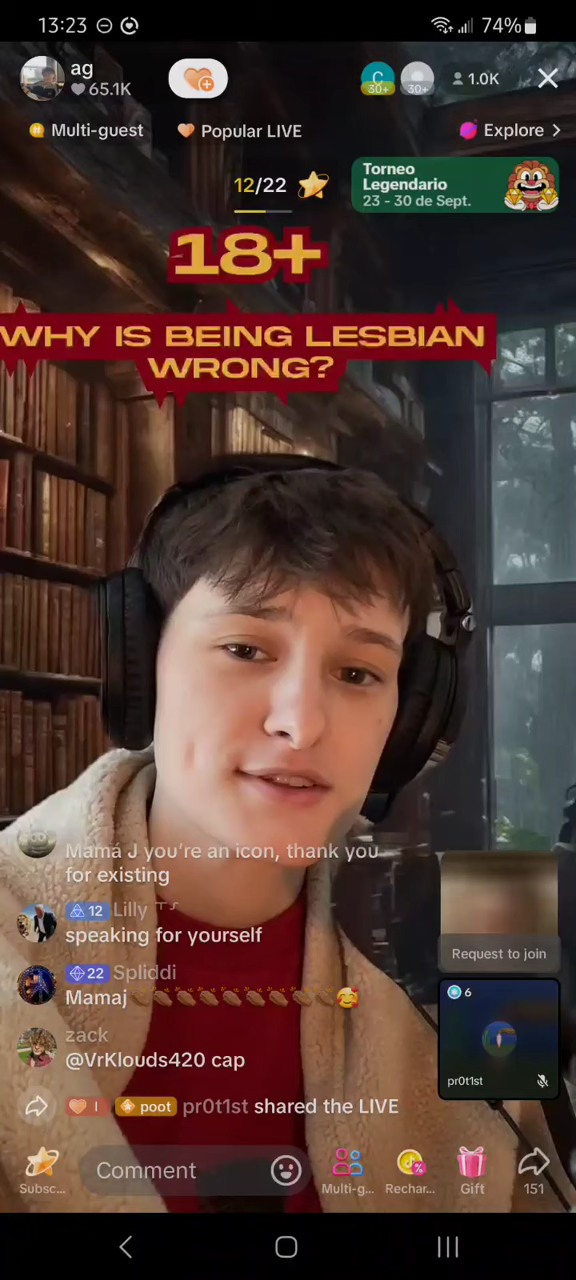 13:23
74%
ag
65.1K
C
30+
30+
1.0K
Multi-guest
Popular LIVE
Explore >
12/22
Torneo
Legendario
23 - 30 de Sept.
18+
WHY IS BEING LESBIAN
WRONG?
Mamá J you're an icon, thank you
for existing
12 Lilly
speaking for yourself
22 Spliddi
Mamaj
zack
@VrKlouds420 cap
I poot pr0t1st shared the LIVE
Request to join
6
pr0t1st
Comment
Subsc...
Multi-g...
Rechar...
Gift
151